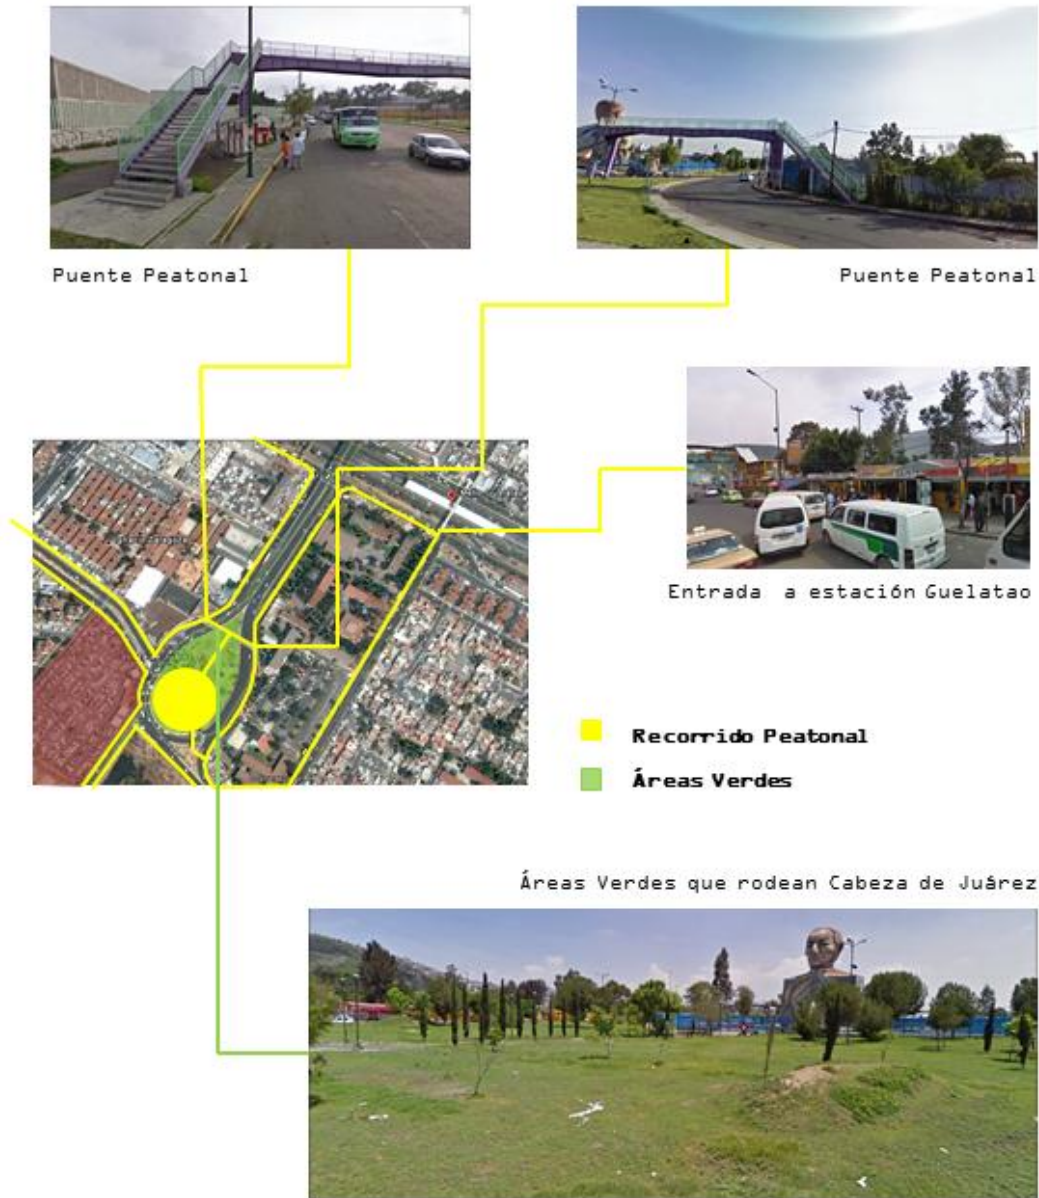 Puente Peatonal
Puente Peatonal
Entrada a estación Guelatao
Recorrido Peatonal
Áreas Verdes
Áreas Verdes que rodean Cabeza de Juárez